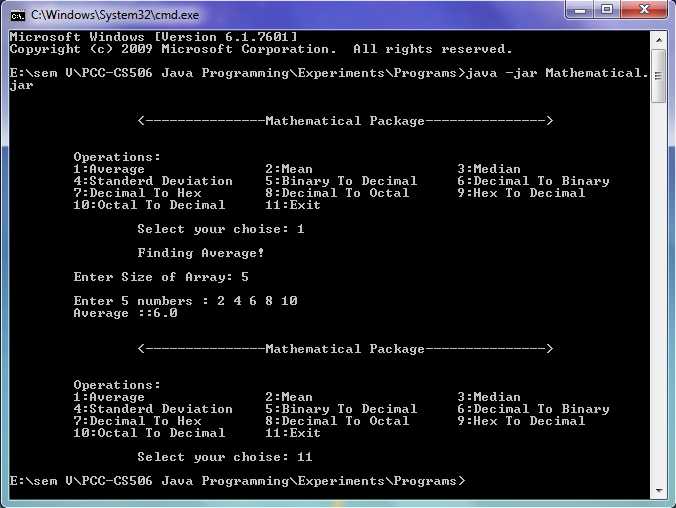 C:\Windows\System32\cmd.exe
Microsoft Windows [Version 6.1.7601]
Copyright (c) 2009 Microsoft Corporation.  All rights reserved.
E:\sem V\PCC-CS506 Java Programming\Experiments\Programs>java -jar Mathematical.
jar
<---------------Mathematical Package--------------->
Operations:
1:Average 2:Mean 3:Median
4:Standerd Deviation 5:Binary To Decimal 6:Decimal To Binary
7:Decimal To Hex 8:Decimal To Octal 9:Hex To Decimal
10:Octal To Decimal 11:Exit
Select your choise: 1
Finding Average!
Enter Size of Array: 5
Enter 5 numbers : 2 4 6 8 10
Average ::6.0
<---------------Mathematical Package--------------->
Operations:
1:Average 2:Mean 3:Median
4:Standerd Deviation 5:Binary To Decimal 6:Decimal To Binary
7:Decimal To Hex 8:Decimal To Octal 9:Hex To Decimal
10:Octal To Decimal 11:Exit
Select your choise: 11
E:\sem V\PCC-CS506 Java Programming\Experiments\Programs>